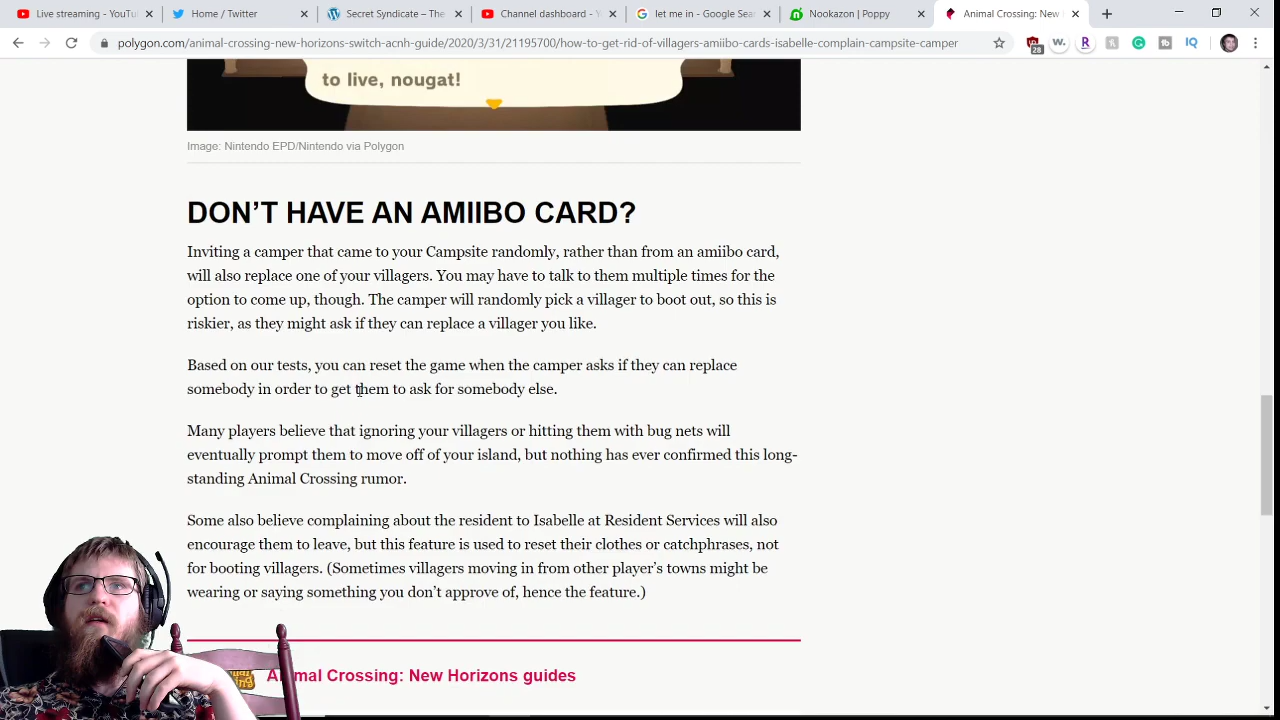 Live streaming - YouTu
Home / Twitter
Secret Syndicate – The
Channel dashboard - Y
let me in - Google Sea
Nookazon | Poppy
Animal Crossing: New
polygon.com/animal-crossing-new-horizons-switch-acnh-guide/2020/3/31/21195700/how-to-get-rid-of-villagers-amiibo-cards-isabelle-complain-campsite-camper
28
W.
R
IQ
to live, nougat!
Image: Nintendo EPD/Nintendo via Polygon
DON’T HAVE AN AMIIBO CARD?
Inviting a camper that came to your Campsite randomly, rather than from an amiibo card,
will also replace one of your villagers. You may have to talk to them multiple times for the
option to come up, though. The camper will randomly pick a villager to boot out, so this is
riskier, as they might ask if they can replace a villager you like.
Based on our tests, you can reset the game when the camper asks if they can replace
somebody in order to get them to ask for somebody else.
Many players believe that ignoring your villagers or hitting them with bug nets will
eventually prompt them to move off of your island, but nothing has ever confirmed this long-
standing Animal Crossing rumor.
Some also believe complaining about the resident to Isabelle at Resident Services will also
encourage them to leave, but this feature is used to reset their clothes or catchphrases, not
for booting villagers. (Sometimes villagers moving in from other player’s towns might be
wearing or saying something you don’t approve of, hence the feature.)
Animal Crossing: New Horizons guides